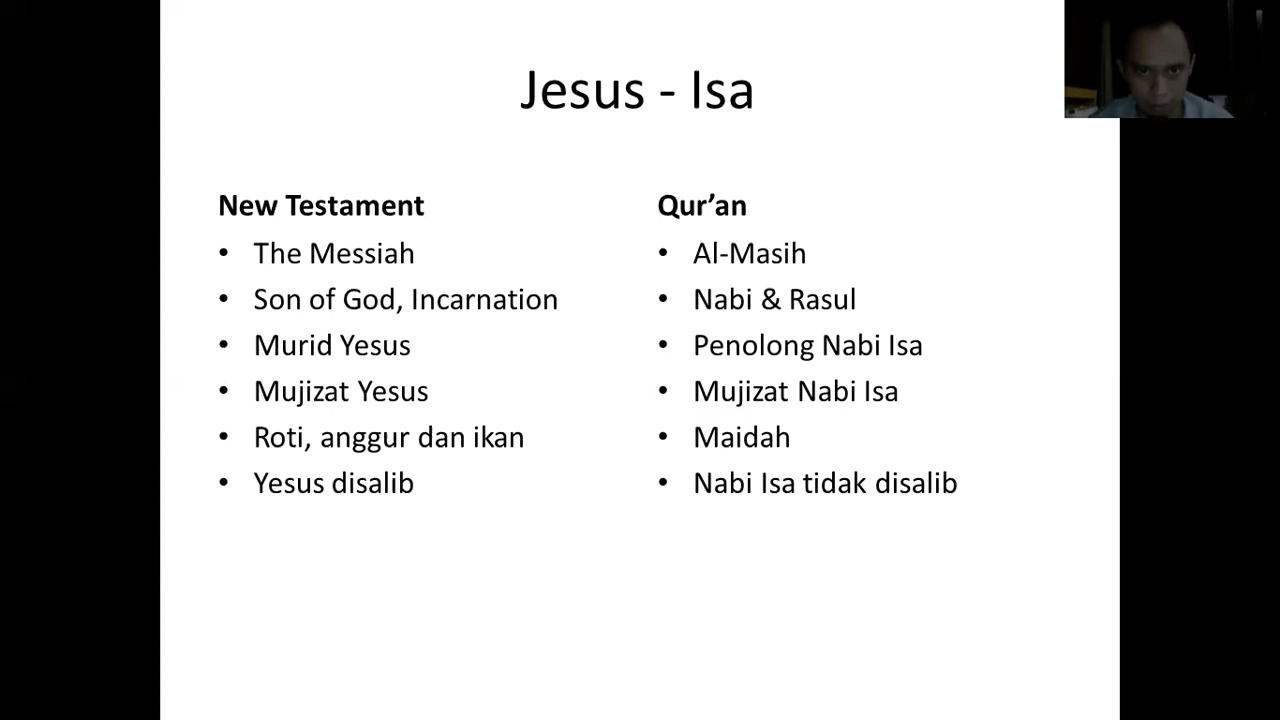 Jesus - Isa
New Testament
• The Messiah
• Son of God, Incarnation
• Murid Yesus
• Mujizat Yesus
• Roti, anggur dan ikan
• Yesus disalib
Qur’an
• Al-Masih
• Nabi & Rasul
• Penolong Nabi Isa
• Mujizat Nabi Isa
• Maidah
• Nabi Isa tidak disalib